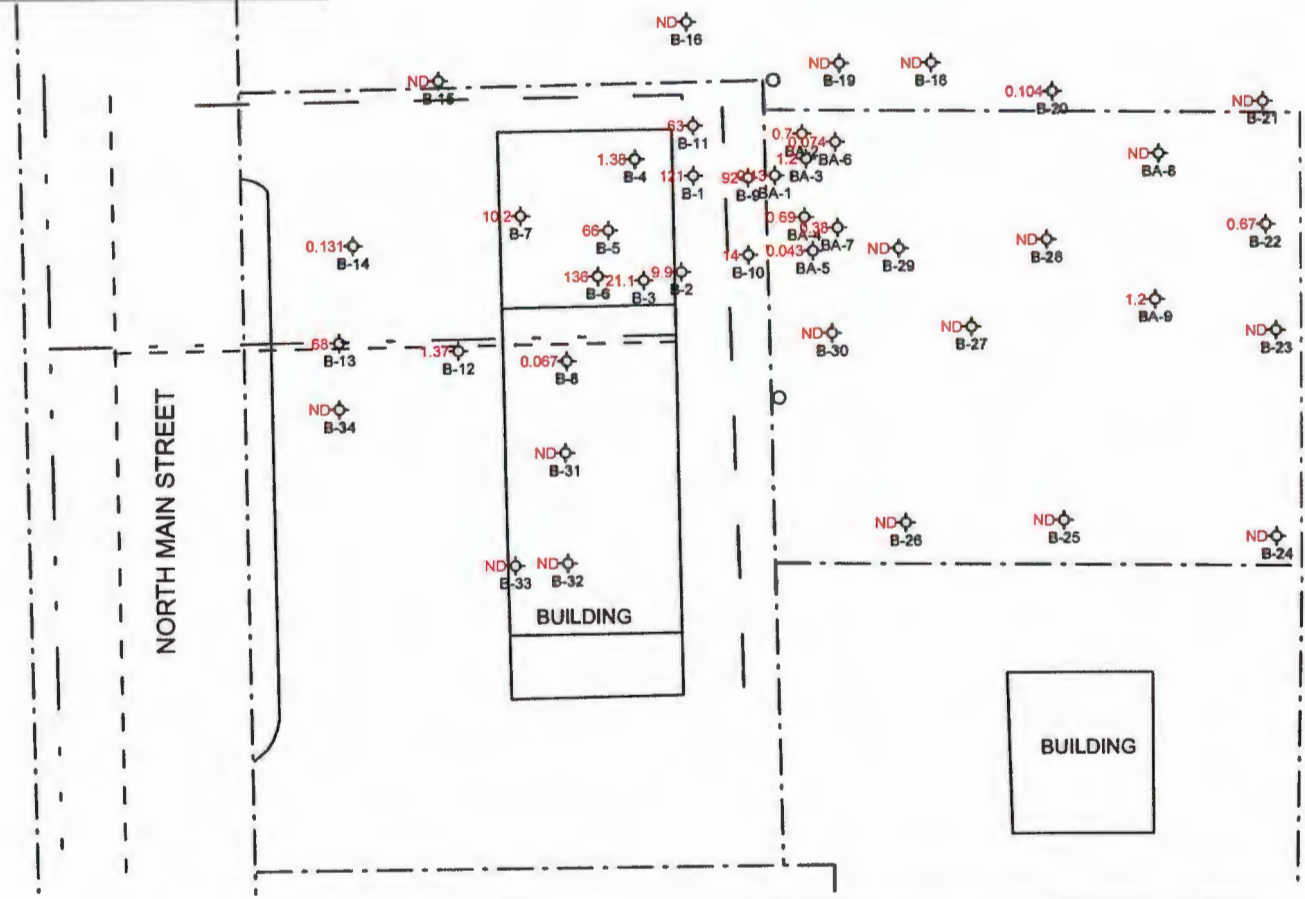 ND
B-16
ND
B-19
ND
B-18
ND
B-15
0.104
B-20
ND
B-21
63
B-11
0.7
BA-2
0.074
BA-6
1.38
B-4
1.2
BA-3
ND
BA-8
121
B-1
92
B-9
BA-1
10.2
B-7
66
B-5
0.69
BA-4
0.38
BA-7
0.67
B-22
0.131
B-14
ND
B-29
ND
B-28
14
B-10
0.043
BA-5
136
B-6
21.1
B-3
9.9
B-2
1.2
BA-9
68
B-13
1.37
B-12
0.067
B-8
ND
B-30
ND
B-27
ND
B-23
ND
B-34
NORTH MAIN STREET
ND
B-31
ND
B-26
ND
B-25
ND
B-24
ND
B-33
ND
B-32
BUILDING
BUILDING